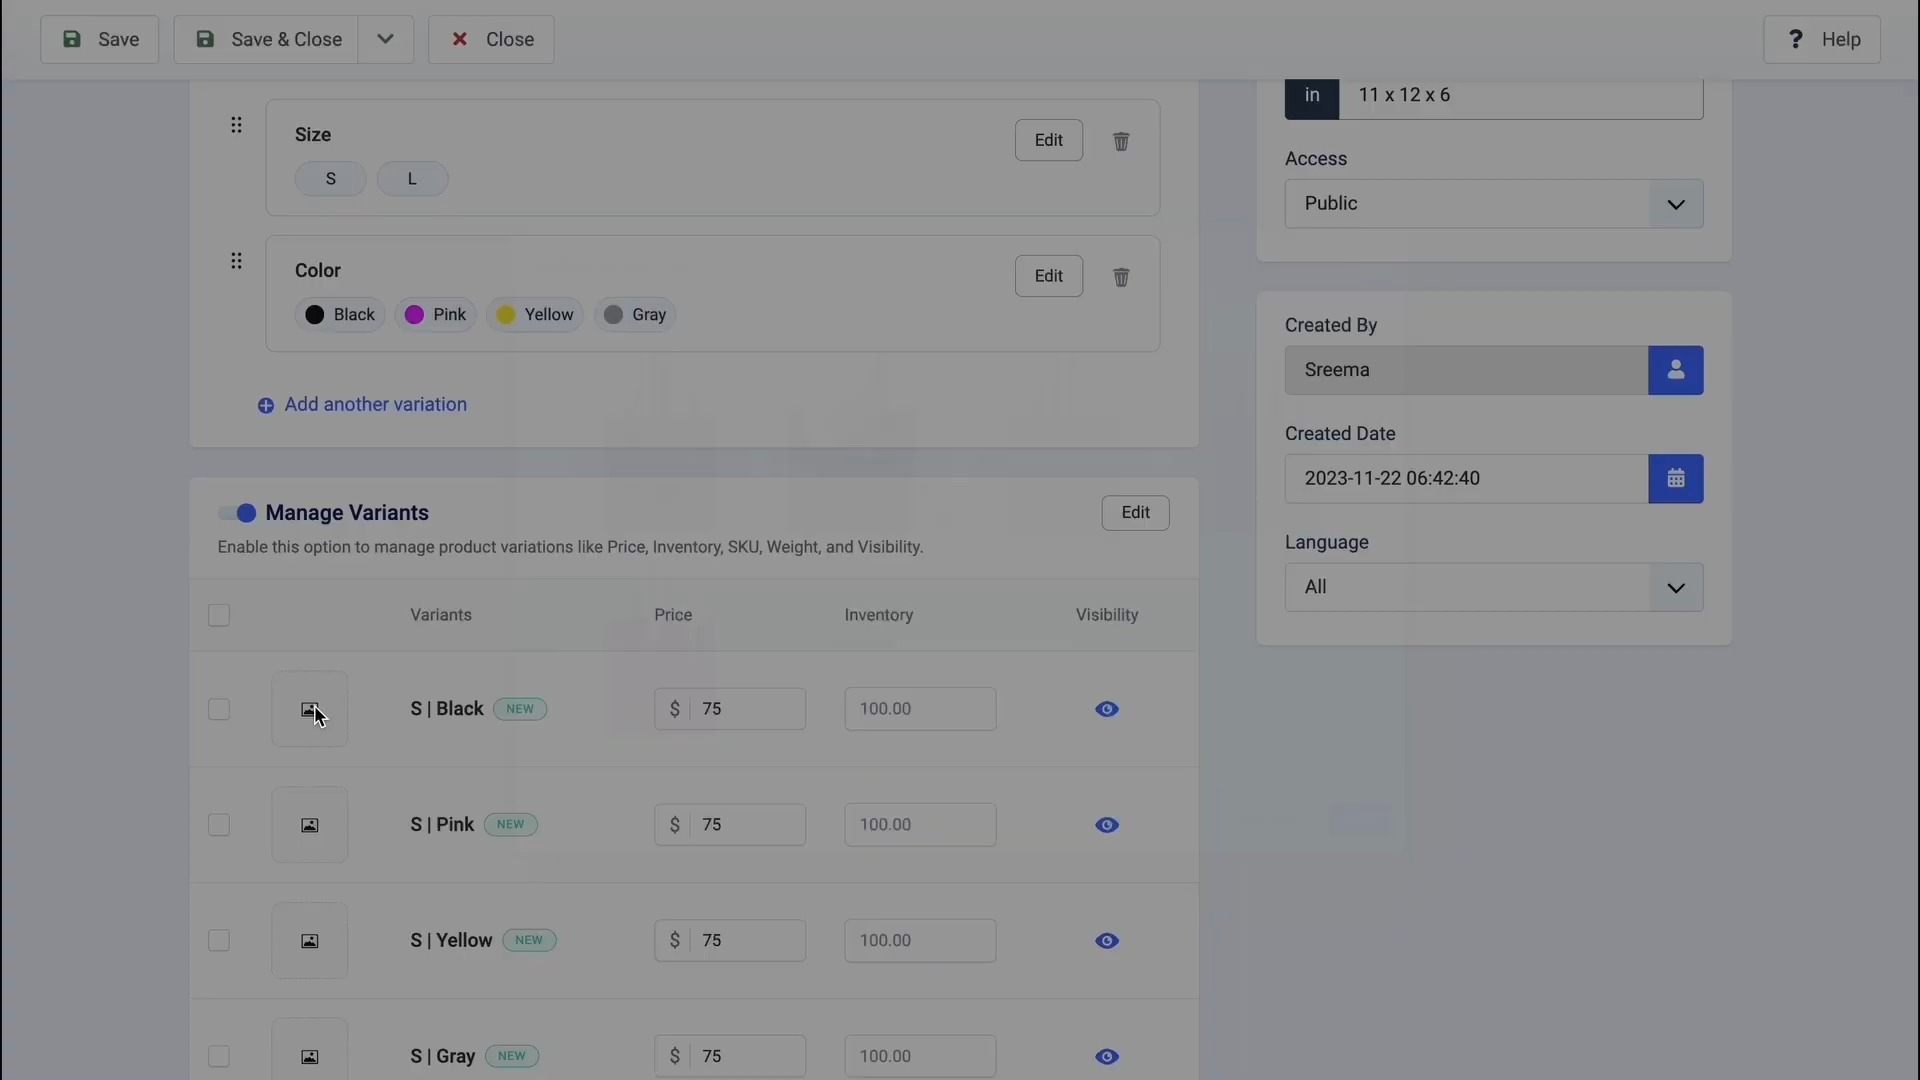 Save
Save & Close
Close
? Help
Size
Edit
S
L
Color
Edit
Black
Pink
Yellow
Gray
Add another variation
in
11 x 12 x 6
Access
Public
Created By
Sreema
Created Date
2023-11-22 06:42:40
Language
All
Manage Variants
Edit
Enable this option to manage product variations like Price, Inventory, SKU, Weight, and Visibility.
Variants Price Inventory Visibility
S | Black NEW $ 75 100.00
S | Pink NEW $ 75 100.00
S | Yellow NEW $ 75 100.00
S | Gray NEW $ 75 100.00